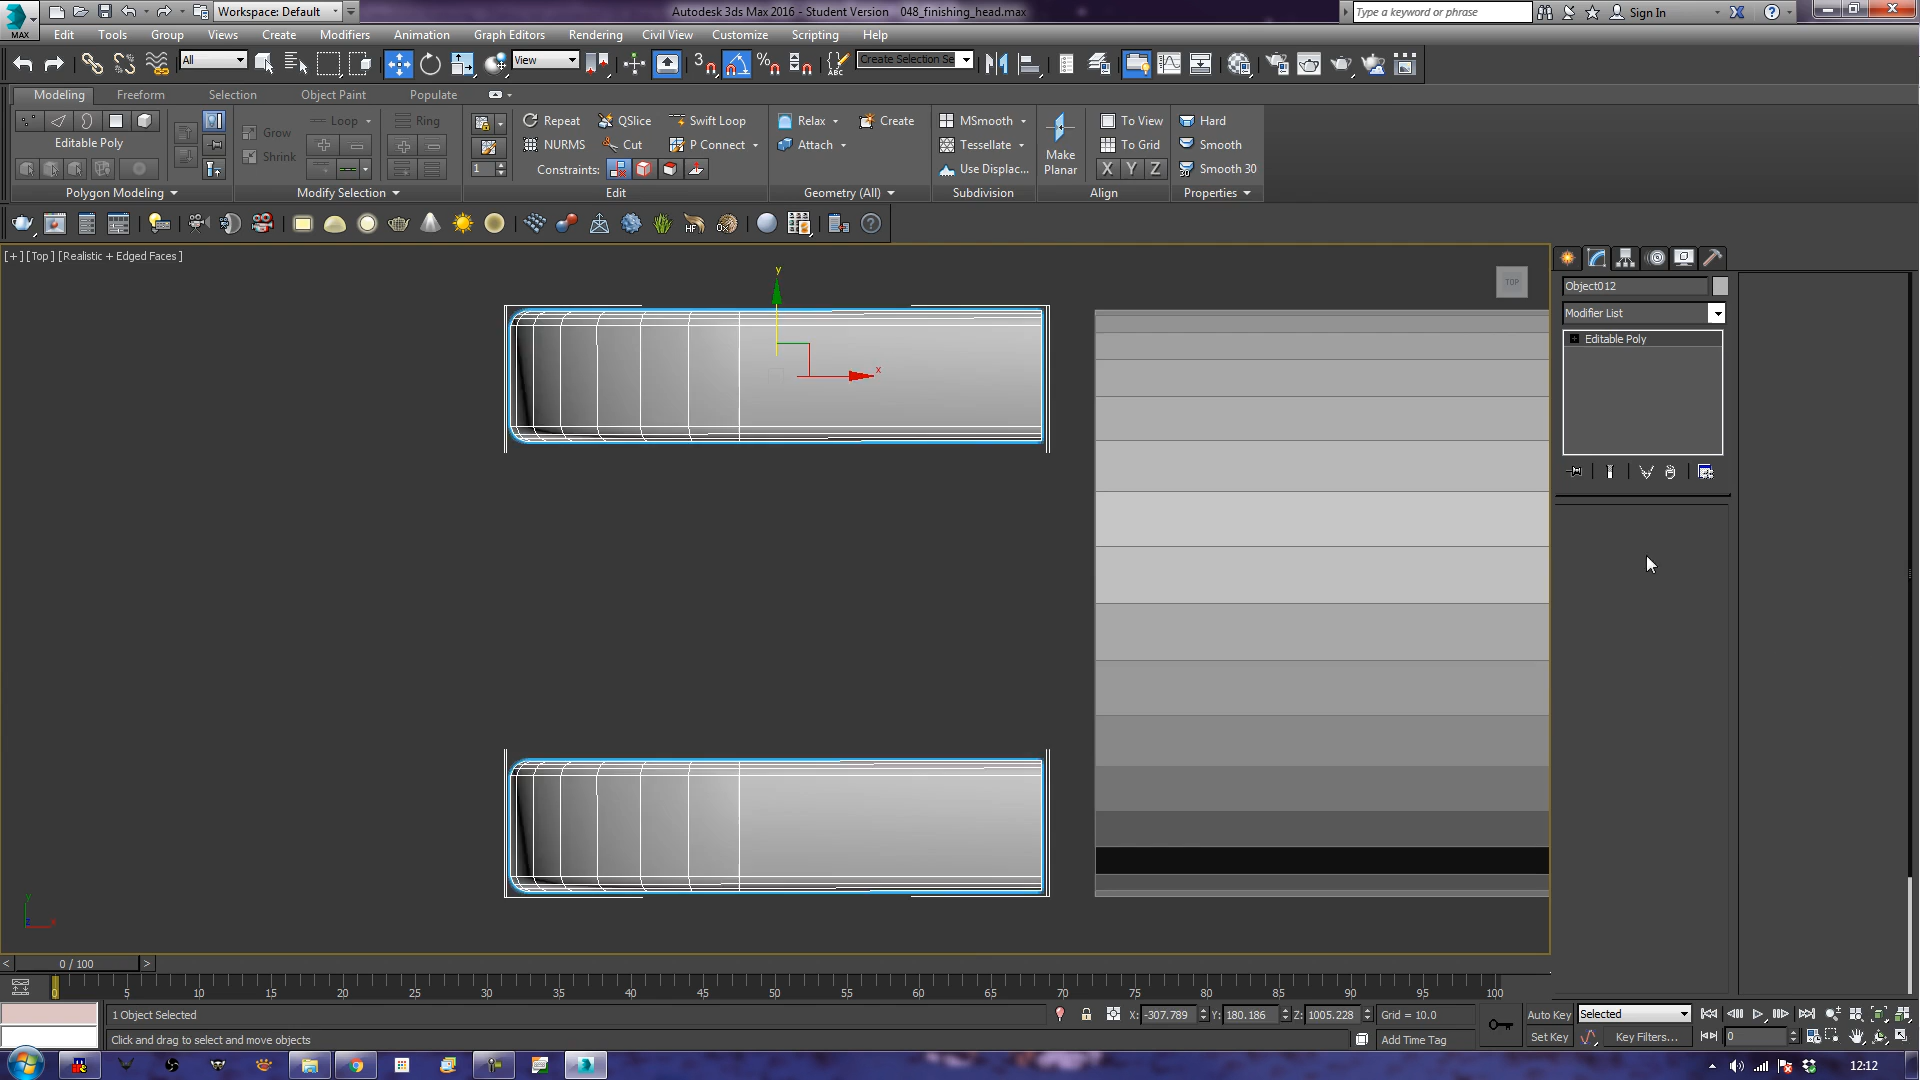 MAX
Workspace: Default
Autodesk 3ds Max 2016 - Student Version    048_finishing_head.max
Type a keyword or phrase
Sign In
Edit Tools Group Views Create Modifiers Animation Graph Editors Rendering Civil View Customize Scripting Help
All
View
3
ABC
Create Selection Se
Modeling Freeform Selection Object Paint Populate
Editable Poly
Polygon Modeling
Grow
Shrink
Loop
Ring
Modify Selection
1
Repeat QSlice Swift Loop
NURMS Cut P Connect
Constraints:
Edit
Relax Create
Attach
Geometry (All)
MSmooth
Tessellate
Use Displac...
Subdivision
Make
Planar
To View
To Grid
X Y Z
Align
Hard
Smooth
Smooth 30
Properties
HF
[+] [Top] [Realistic + Edged Faces]
TOP
y
x
Object012
Modifier List
Editable Poly
0 / 100
0 5 10 15 20 25 30 35 40 45 50 55 60 65 70 75 80 85 90 95 100
1 Object Selected
X: -307.789 Y: 180.186 Z: 1005.228 Grid = 10.0
Auto Key Selected
Click and drag to select and move objects
Add Time Tag
Set Key Key Filters... 0
12:12